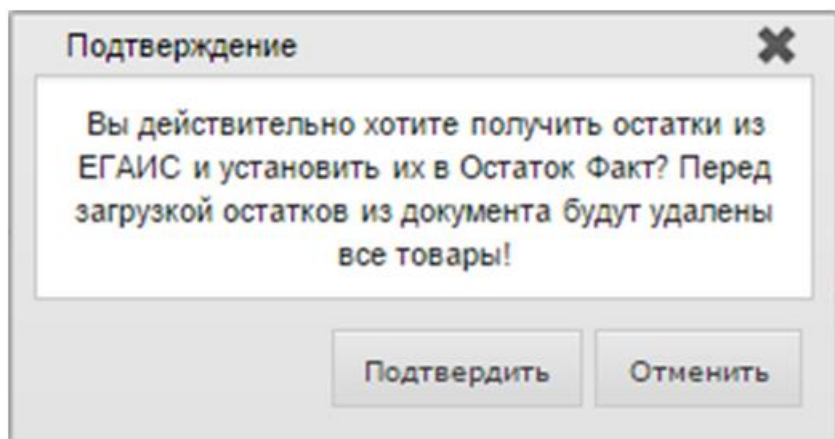 Подтверждение
Вы действительно хотите получить остатки из
ЕГАИС и установить их в Остаток Факт? Перед
загрузкой остатков из документа будут удалены
все товары!
Подтвердить
Отменить